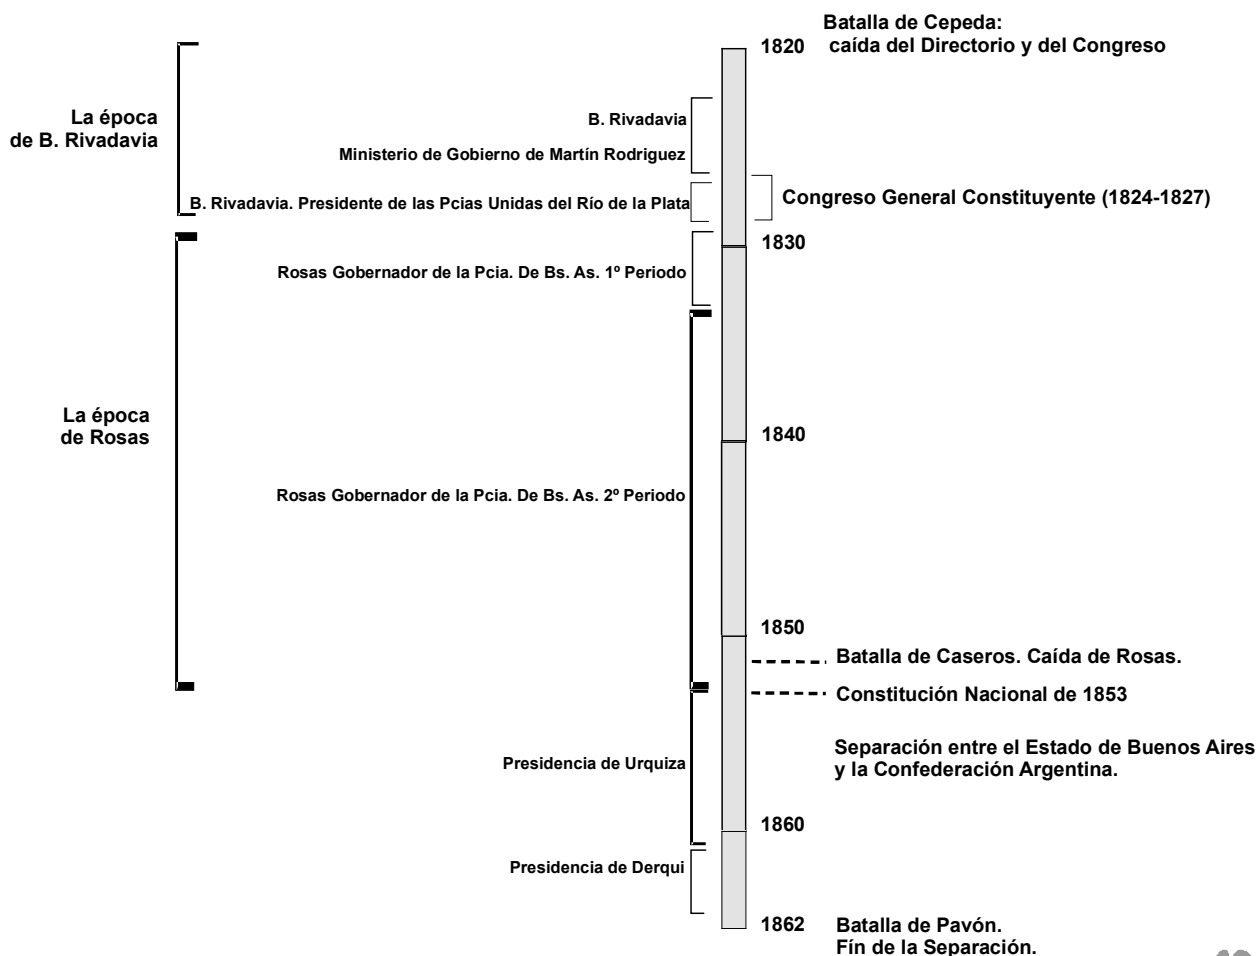 Batalla de Cepeda:
1820 caída del Directorio y del Congreso
La época
de B. Rivadavia
B. Rivadavia
Ministerio de Gobierno de Martín Rodriguez
B. Rivadavia. Presidente de las Pcias Unidas del Río de la Plata
Congreso General Constituyente (1824-1827)
1830
Rosas Gobernador de la Pcia. De Bs. As. 1º Periodo
La época
de Rosas
1840
Rosas Gobernador de la Pcia. De Bs. As. 2º Periodo
1850
Batalla de Caseros. Caída de Rosas.
Constitución Nacional de 1853
Separación entre el Estado de Buenos Aires
y la Confederación Argentina.
Presidencia de Urquiza
1860
Presidencia de Derqui
1862 Batalla de Pavón.
Fín de la Separación.